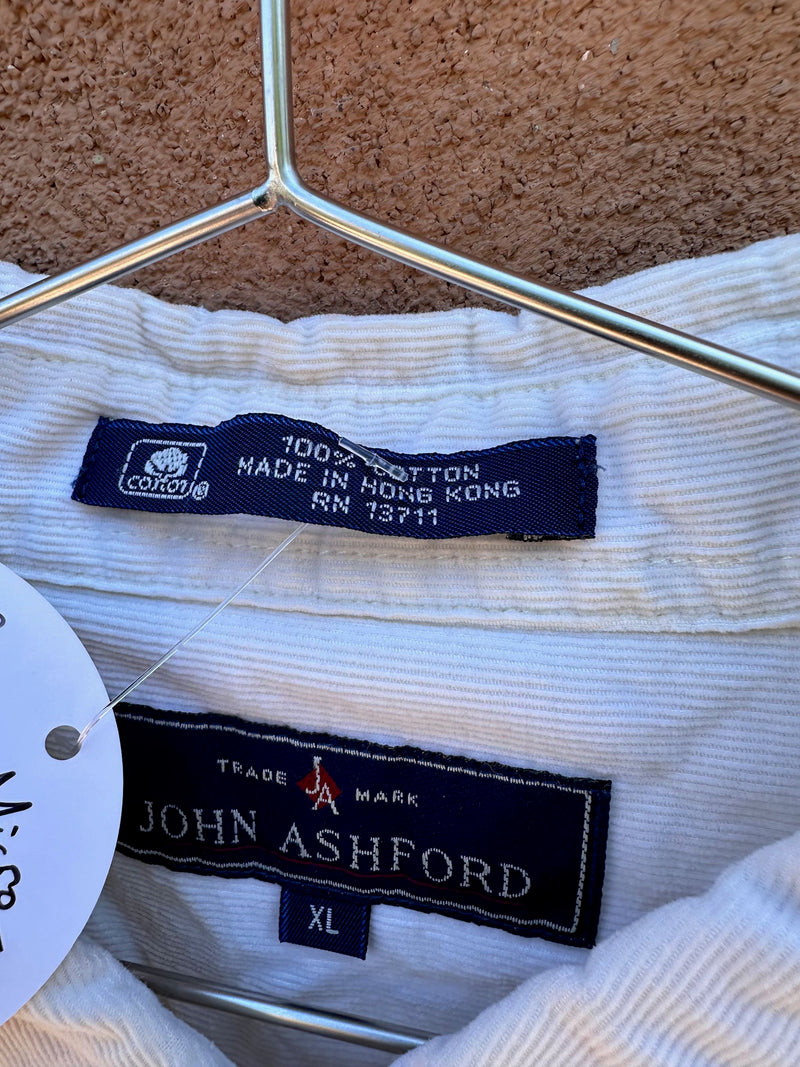 cotton ®
100% COTTON
MADE IN HONG KONG
RN 13711
TRADE JA MARK
JOHN ASHFORD
XL